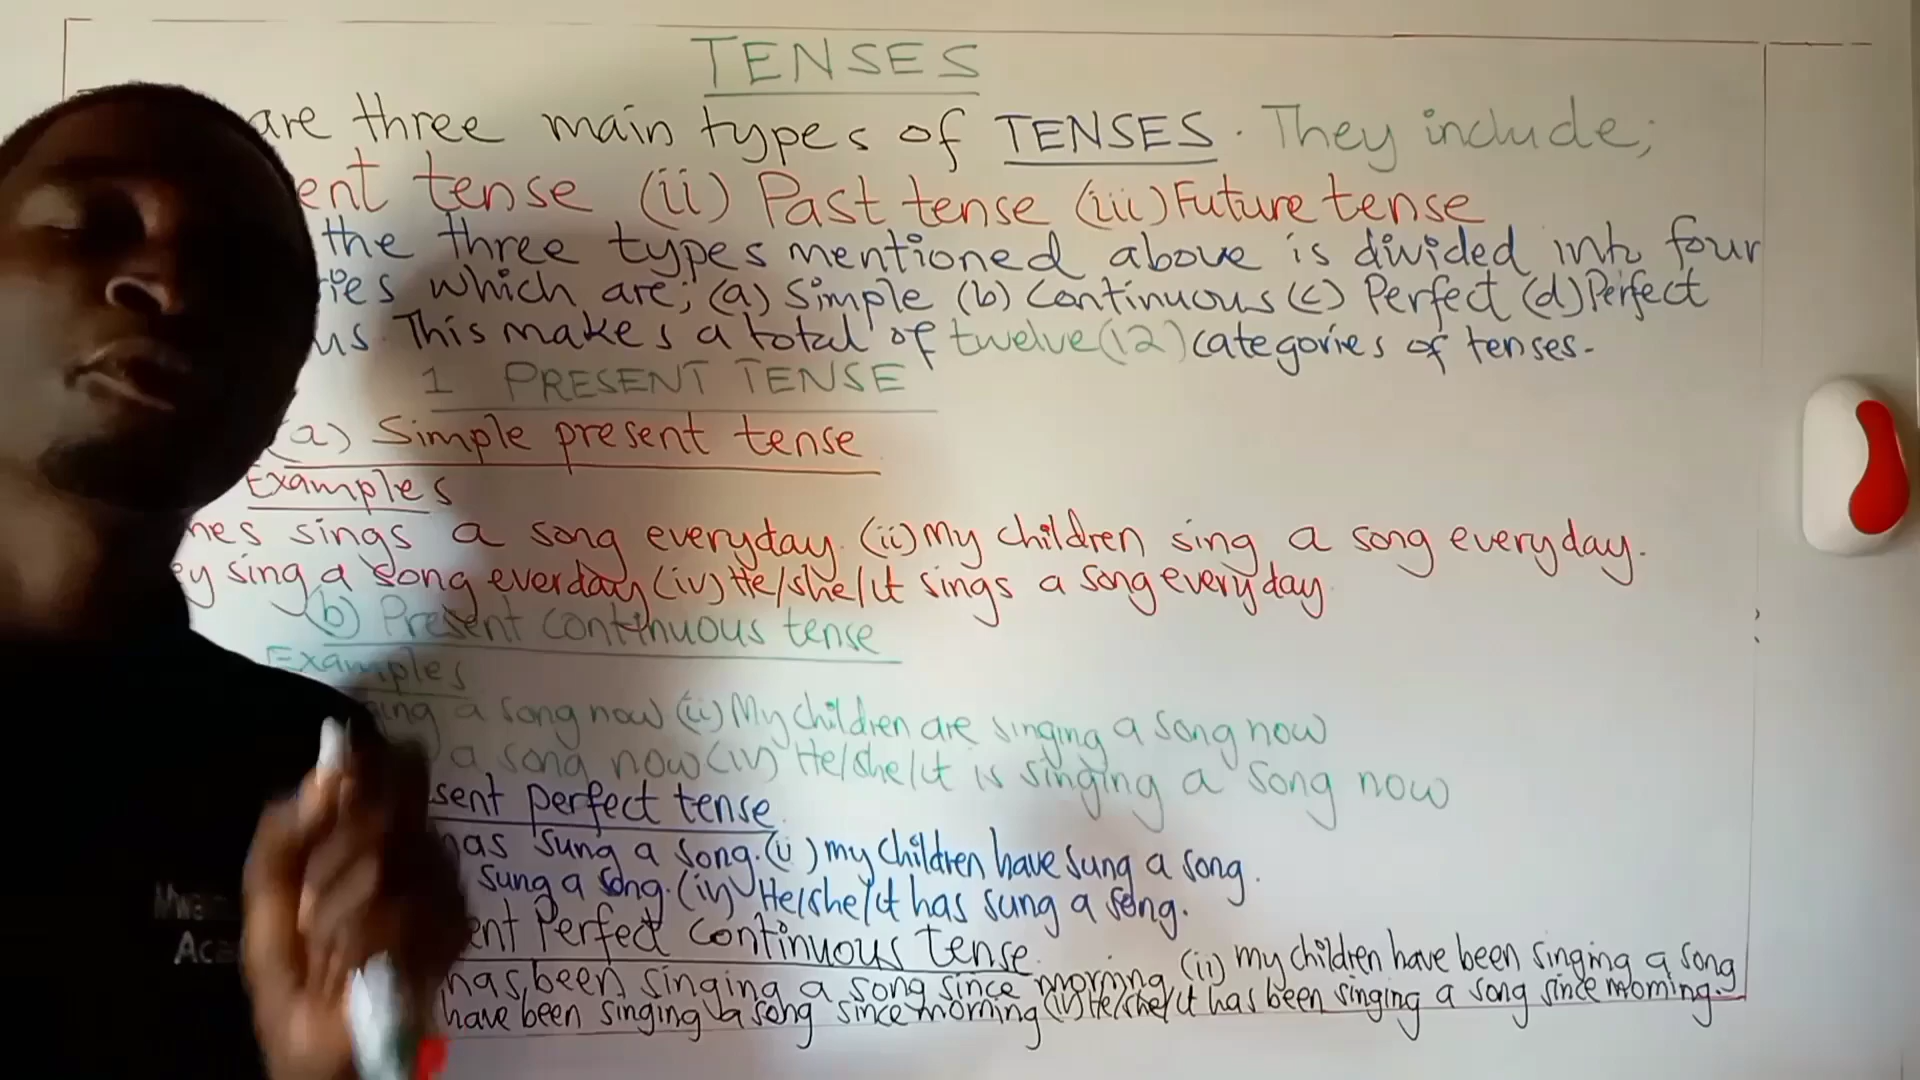 TENSES
are three main types of TENSES. They include;
ent tense (ii) Past tense (iii) Future tense
the three types mentioned above is divided into four
ries which are; (a) Simple (b) Continuous (c) Perfect (d) Perfect
us. This makes a total of twelve (12) categories of tenses.
1 PRESENT TENSE
(a) Simple present tense
Examples
nes sings a song everyday. (ii) My children sing a song everyday.
ey sing a song everday (iv) He/she/it sings a song everyday
(b) Present continuous tense
Examples
ing a song now (ii) My children are singing a song now
a song now (iv) He/she/it is singing a song now
sent perfect tense
has sung a song. (ii) my children have sung a song.
sung a song. (iv) He/she/it has sung a song.
ent Perfect continuous tense
has been singing a song since morning (ii) my children have been singing a song
have been singing a song since morning (iv) He/she/it has been singing a song since morning.